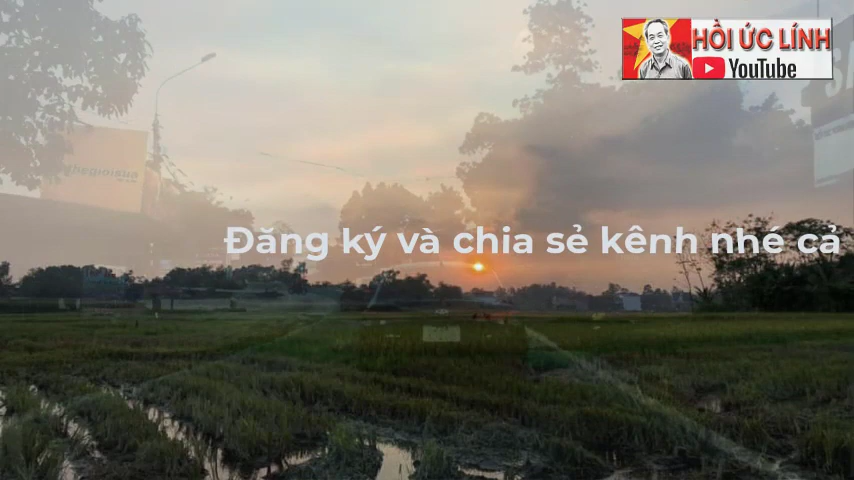 HỒI ỨC LÍNH
YouTube
Đăng ký và chia sẻ kênh nhé cả